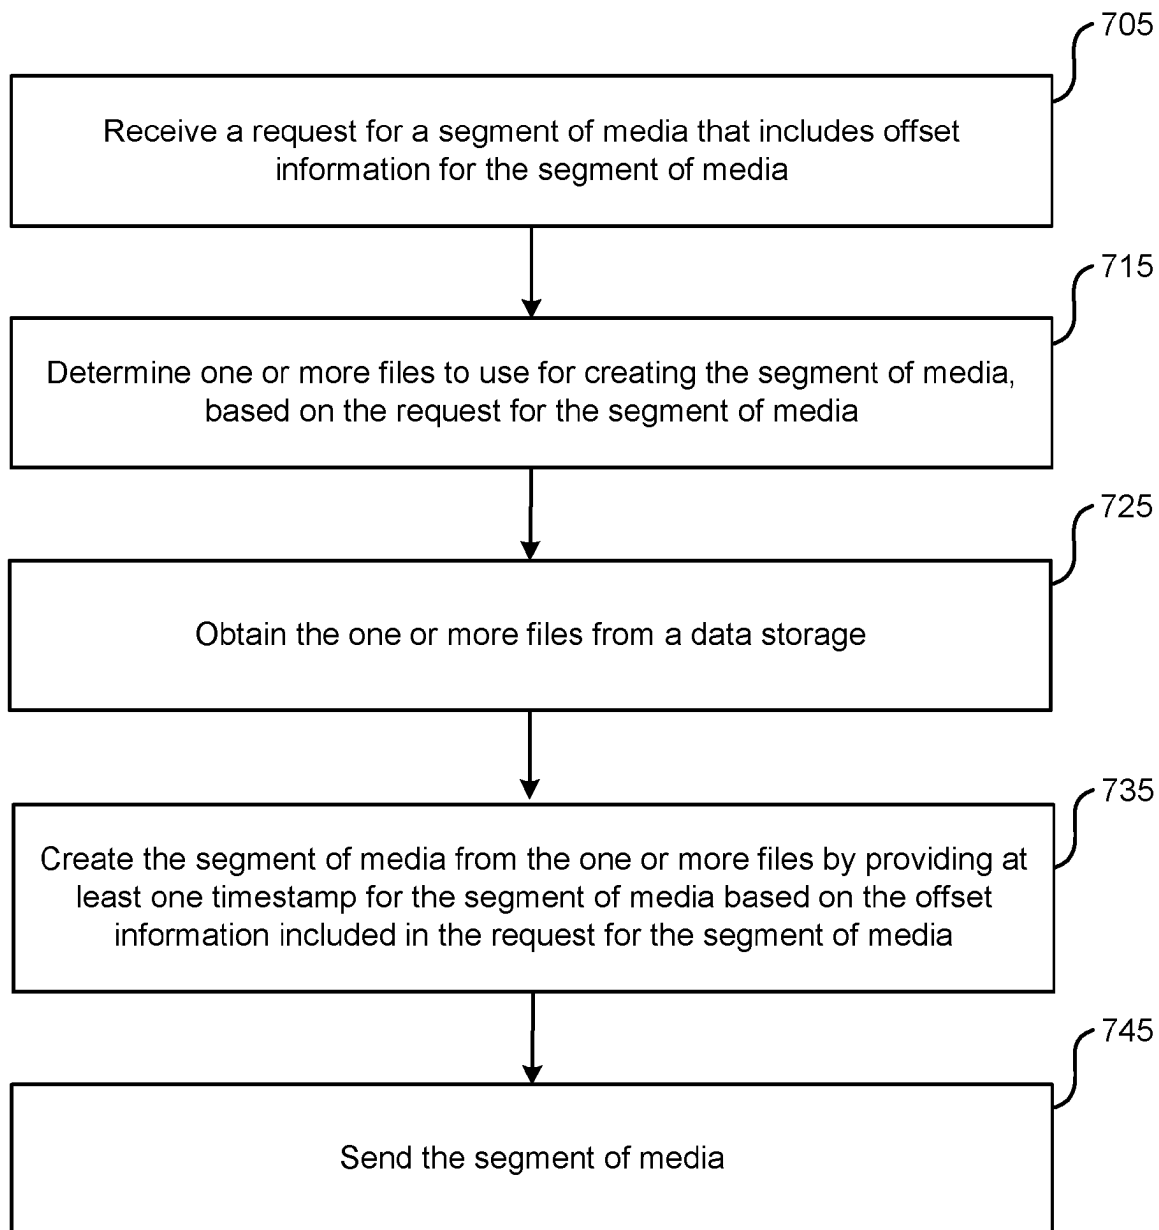 705
Receive a request for a segment of media that includes offset
information for the segment of media
715
Determine one or more files to use for creating the segment of media,
based on the request for the segment of media
725
Obtain the one or more files from a data storage
735
Create the segment of media from the one or more files by providing at
least one timestamp for the segment of media based on the offset
information included in the request for the segment of media
745
Send the segment of media